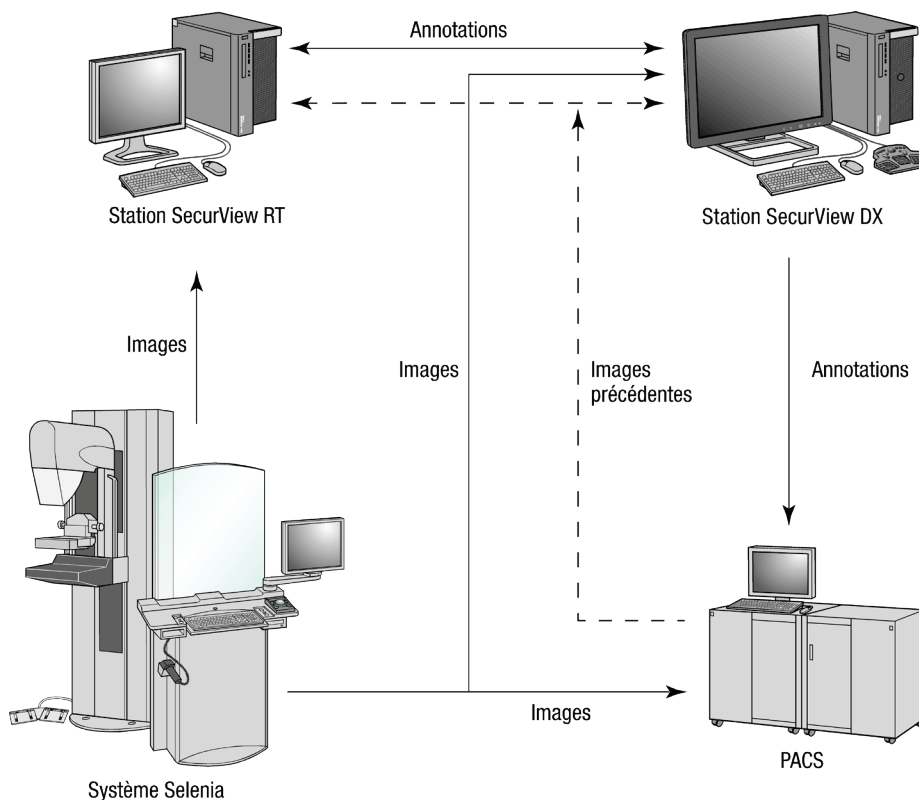 Annotations
Station SecurView RT
Station SecurView DX
Images
Images
Images
précédentes
Annotations
Images
PACS
Système Selenia